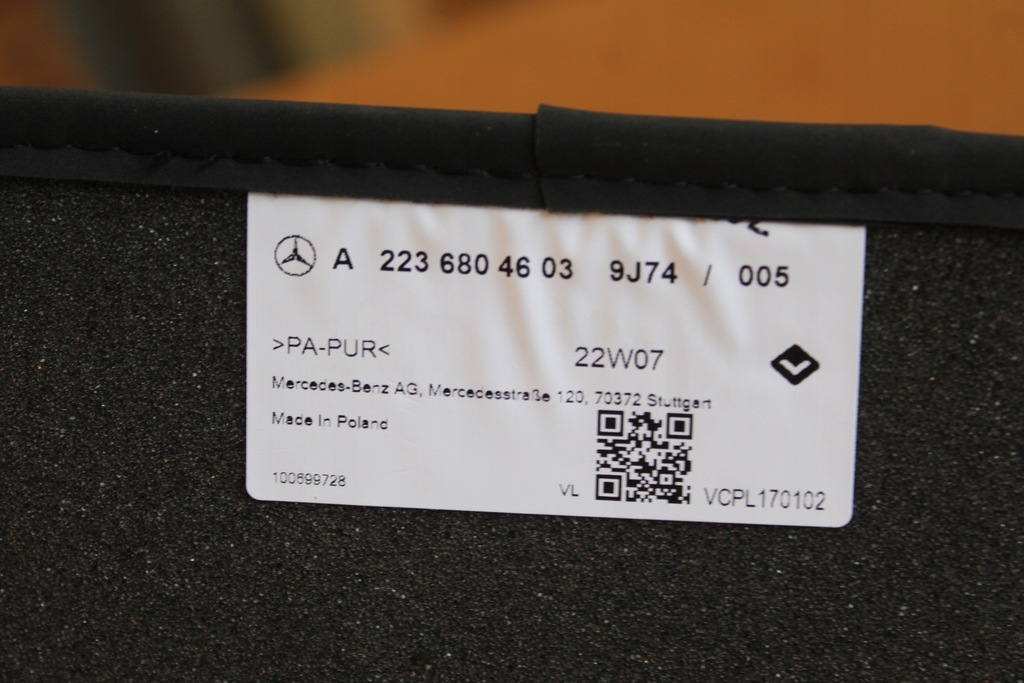 A 223 680 46 03 9J74 / 005
>PA-PUR< 22W07
Mercedes-Benz AG, Mercedesstraße 120, 70372 Stuttgart
Made In Poland
100699728
VL VCPL170102